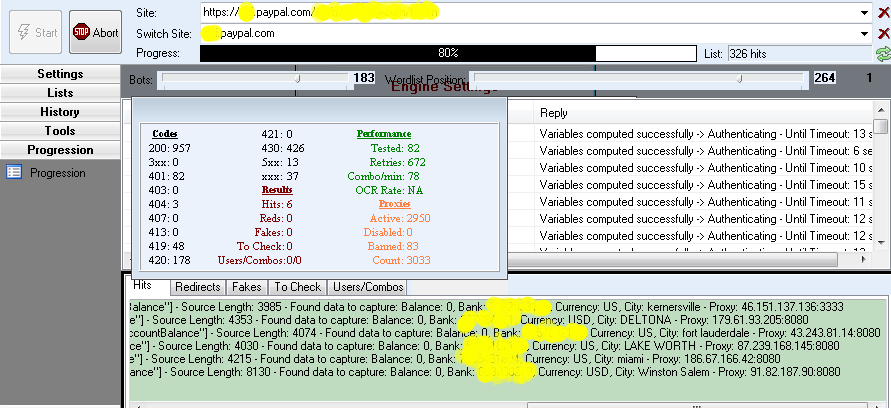 Start
STOP
Abort
Site:
https://
.paypal.com/
Switch Site:
.paypal.com
Progress:
80%
List:
326 hits
Settings
Lists
History
Tools
Progression
Progression
Bots:
183
Wordlist Position:
264
1
Engine Settings
Codes
200: 957
3xx: 0
401: 82
403: 0
404: 3
407: 0
413: 0
419: 48
420: 178
421: 0
430: 426
5xx: 13
xxx: 37
Results
Hits: 6
Reds: 0
Fakes: 0
To Check: 0
Users/Combos: 0/0
Performance
Tested: 82
Retries: 672
Combo/min: 78
OCR Rate: NA
Proxies
Active: 2950
Disabled: 0
Banned: 83
Count: 3033
Reply
Variables computed successfully -> Authenticating - Until Timeout: 13 s
Variables computed successfully -> Authenticating - Until Timeout: 6 se
Variables computed successfully -> Authenticating - Until Timeout: 10 s
Variables computed successfully -> Authenticating - Until Timeout: 15 s
Variables computed successfully -> Authenticating - Until Timeout: 11 s
Variables computed successfully -> Authenticating - Until Timeout: 12 s
Variables computed successfully -> Authenticating - Until Timeout: 12 s
Hits
Redirects
Fakes
To Check
Users/Combos
Balance"] - Source Length: 3985 - Found data to capture: Balance: 0, Bank: , Currency: US, City: kernersville - Proxy: 46.151.137.136:3333
e"] - Source Length: 4353 - Found data to capture: Balance: 0, Bank: Currency: USD, City: DELTONA - Proxy: 179.61.93.205:8080
ccountBalance"] - Source Length: 4074 - Found data to capture: Balance: 0, Bank: Currency: US, City: fort lauderdale - Proxy: 43.243.81.14:8080
ce"] - Source Length: 4030 - Found data to capture: Balance: 0, Bank: Currency: US, City: LAKE WORTH - Proxy: 87.239.168.145:8080
e"] - Source Length: 4215 - Found data to capture: Balance: 0, Bank: Currency: US, City: miami - Proxy: 186.67.166.42:8080
ce"] - Source Length: 8130 - Found data to capture: Balance: 0, Bank: , Currency: USD, City: Winston Salem - Proxy: 91.82.187.90:8080